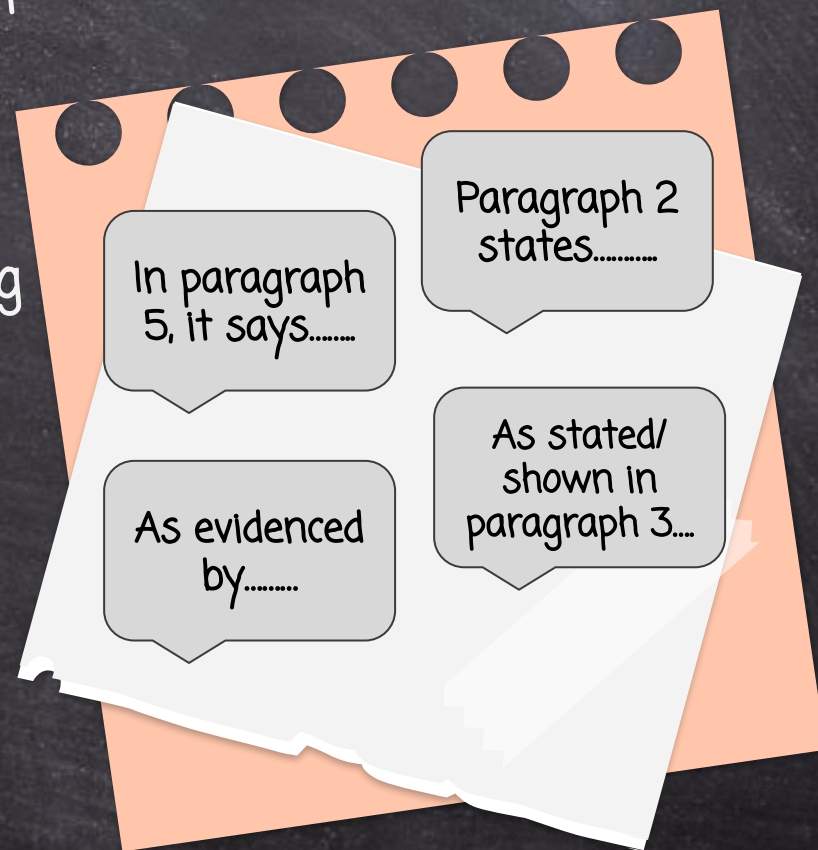 g
In paragraph
5, it says........
Paragraph 2
states...........
As evidenced
by.........
As stated/
shown in
paragraph 3....